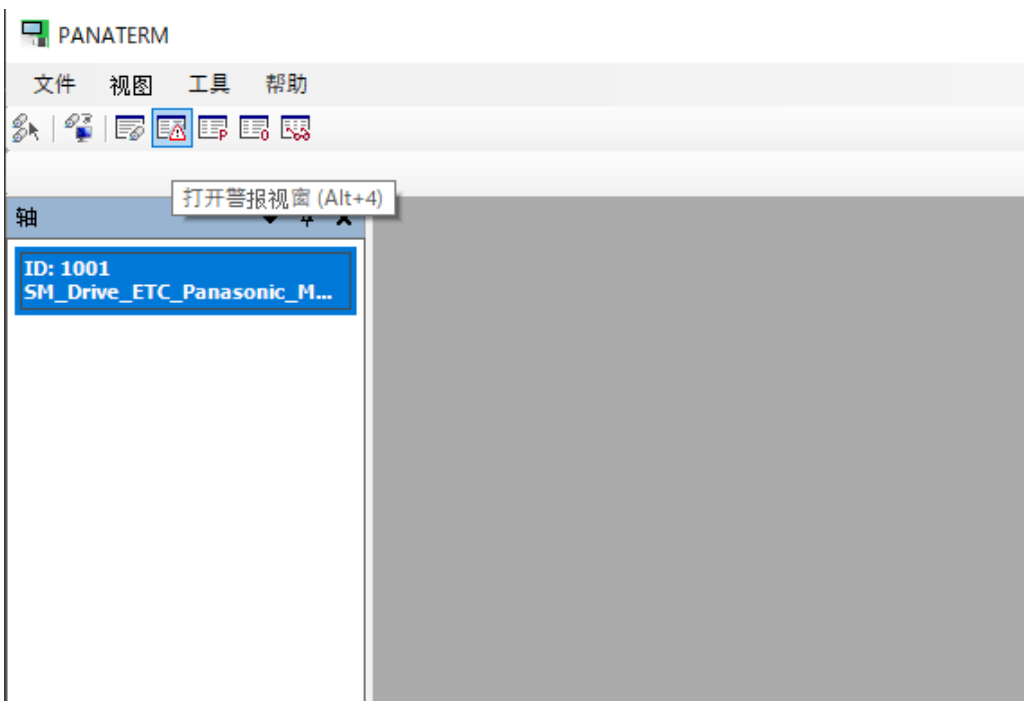 PANATERM
文件 视图 工具 帮助
打开警报视窗 (Alt+4)
轴
ID: 1001
SM_Drive_ETC_Panasonic_M...